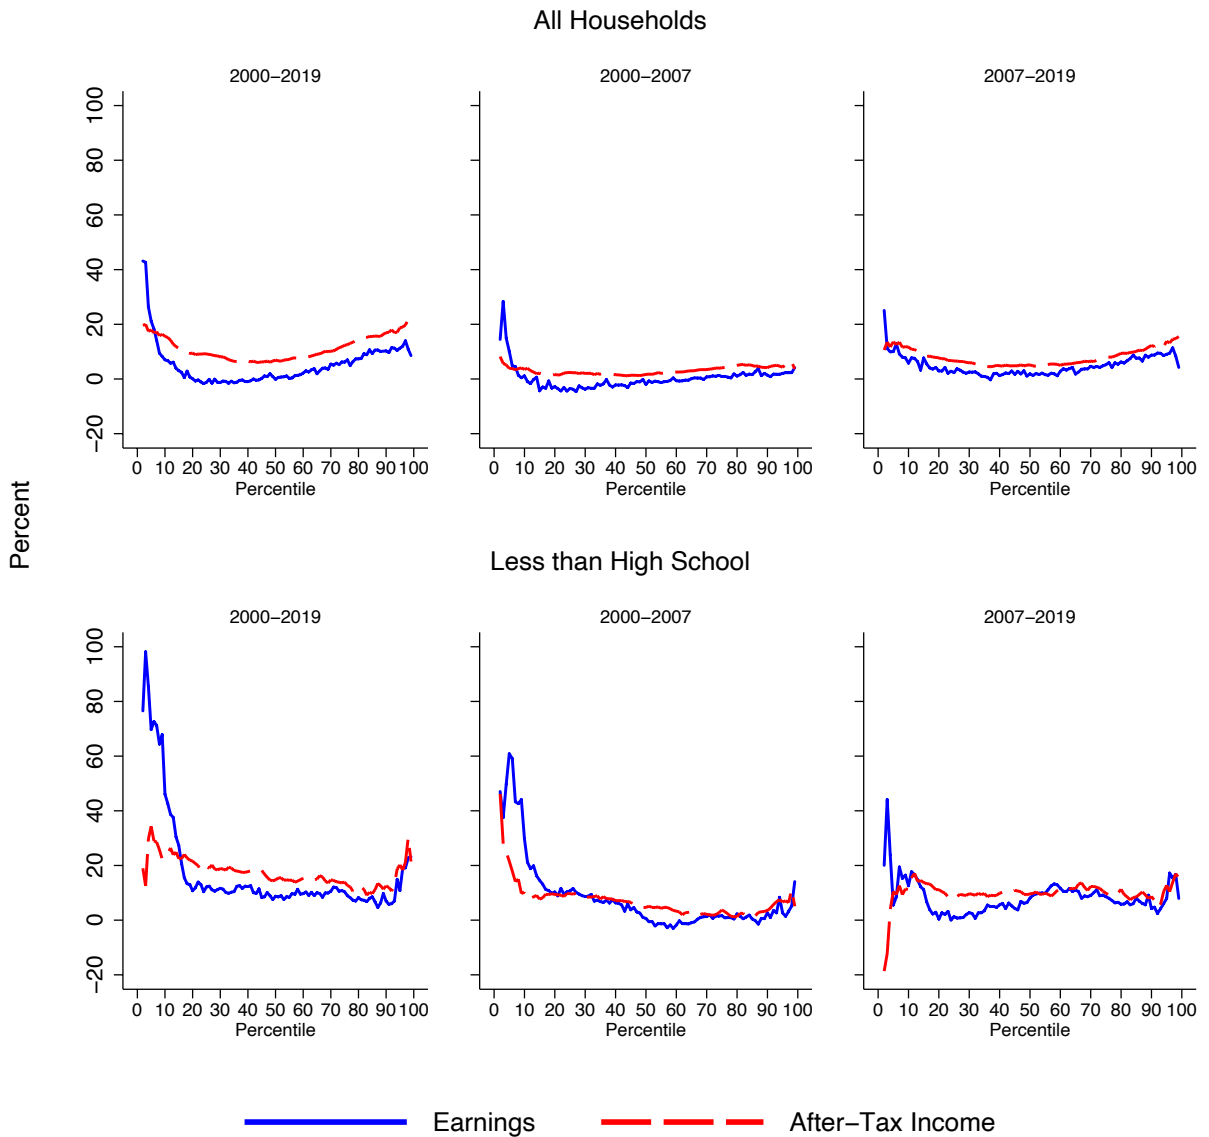 All Households
2000−2019 2000−2007 2007−2019
100 80 60 40 20 0 −20
0 10 20 30 40 50 60 70 80 90 100 0 10 20 30 40 50 60 70 80 90 100 0 10 20 30 40 50 60 70 80 90 100
Percentile Percentile Percentile
Percent
Less than High School
2000−2019 2000−2007 2007−2019
100 80 60 40 20 0 −20
0 10 20 30 40 50 60 70 80 90 100 0 10 20 30 40 50 60 70 80 90 100 0 10 20 30 40 50 60 70 80 90 100
Percentile Percentile Percentile
Earnings After−Tax Income